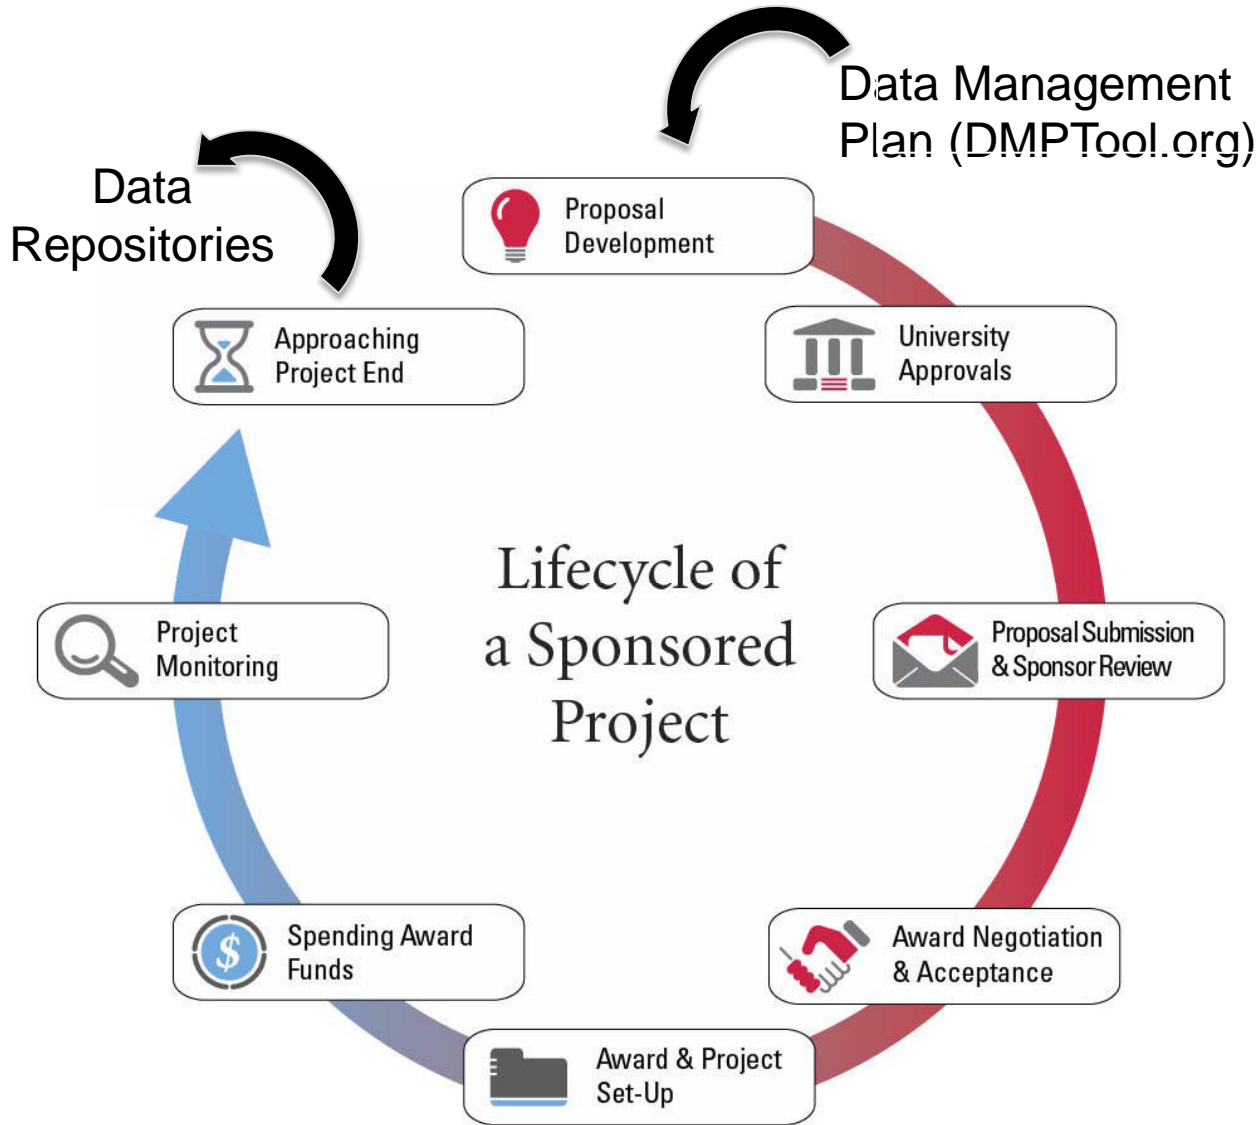 Data Management
Plan (DMPTool.org)
Data
Repositories
Proposal
Development
University
Approvals
Proposal Submission
& Sponsor Review
Award Negotiation
& Acceptance
Award & Project
Set-Up
$
Spending Award
Funds
Project
Monitoring
Approaching
Project End
Lifecycle of
a Sponsored
Project